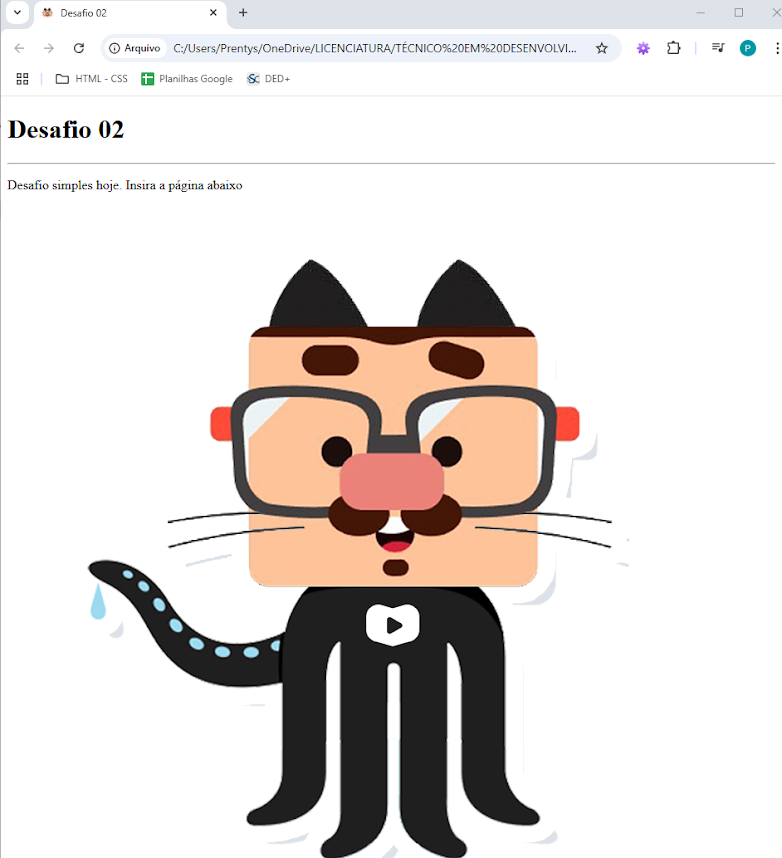 Desafio 02
Arquivo C:/Users/Prentys/OneDrive/LICENCIATURA/TÉCNICO%20EM%20DESENVOLVI...
P
HTML - CSS Planilhas Google DED+
Desafio 02
Desafio simples hoje. Insira a página abaixo